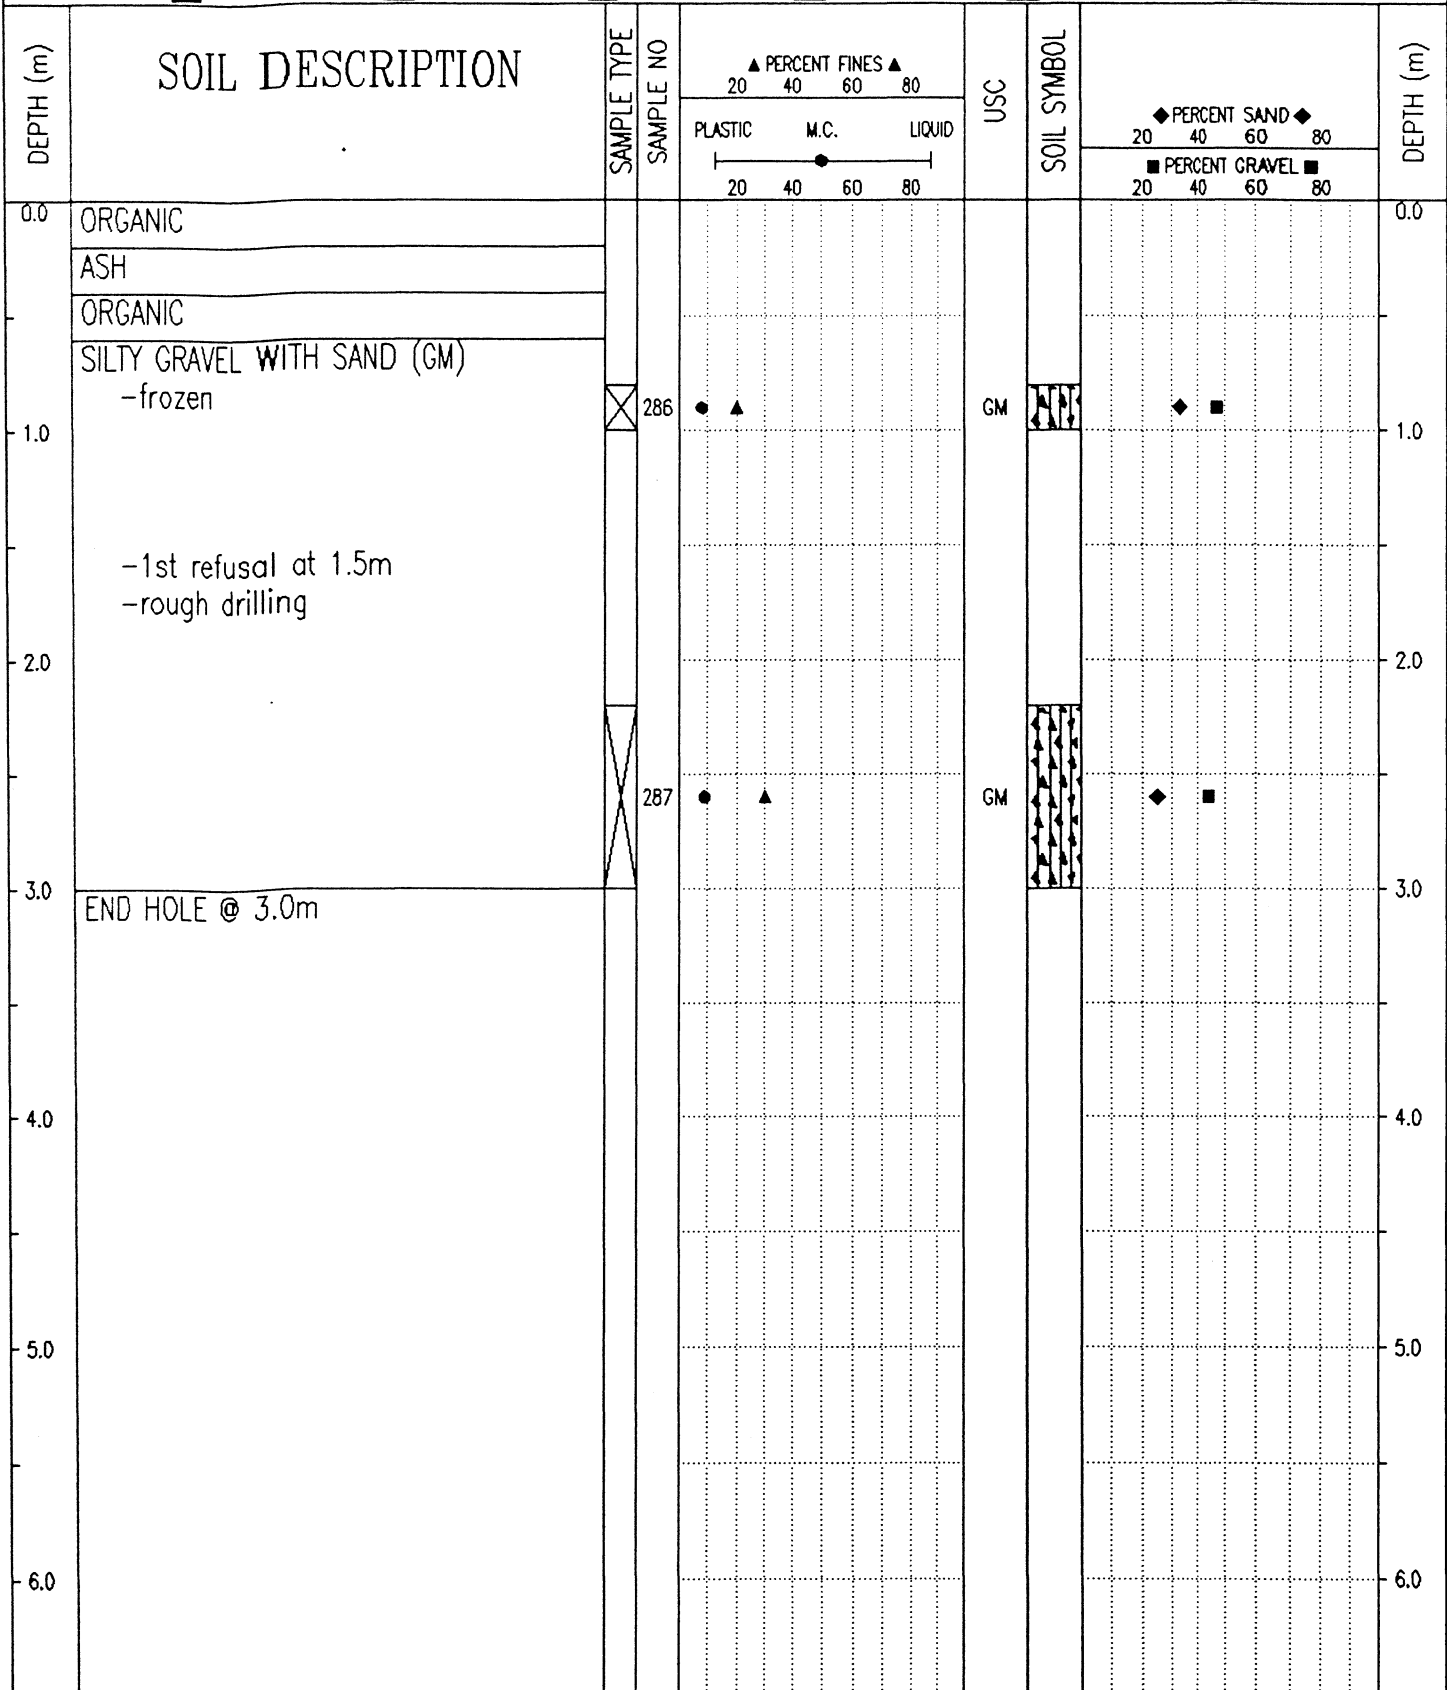 DEPTH (m)
SOIL DESCRIPTION
SAMPLE TYPE
SAMPLE NO
▲ PERCENT FINES ▲
20 40 60 80
PLASTIC M.C. LIQUID
20 40 60 80
USC
SOIL SYMBOL
◆ PERCENT SAND ◆
20 40 60 80
■ PERCENT GRAVEL ■
20 40 60 80
DEPTH (m)
0.0 ORGANIC 0.0
ASH
ORGANIC
SILTY GRAVEL WITH SAND (GM)
-frozen
286 GM
1.0 1.0
-1st refusal at 1.5m
-rough drilling
2.0 2.0
287 GM
3.0 3.0
END HOLE @ 3.0m
4.0 4.0
5.0 5.0
6.0 6.0